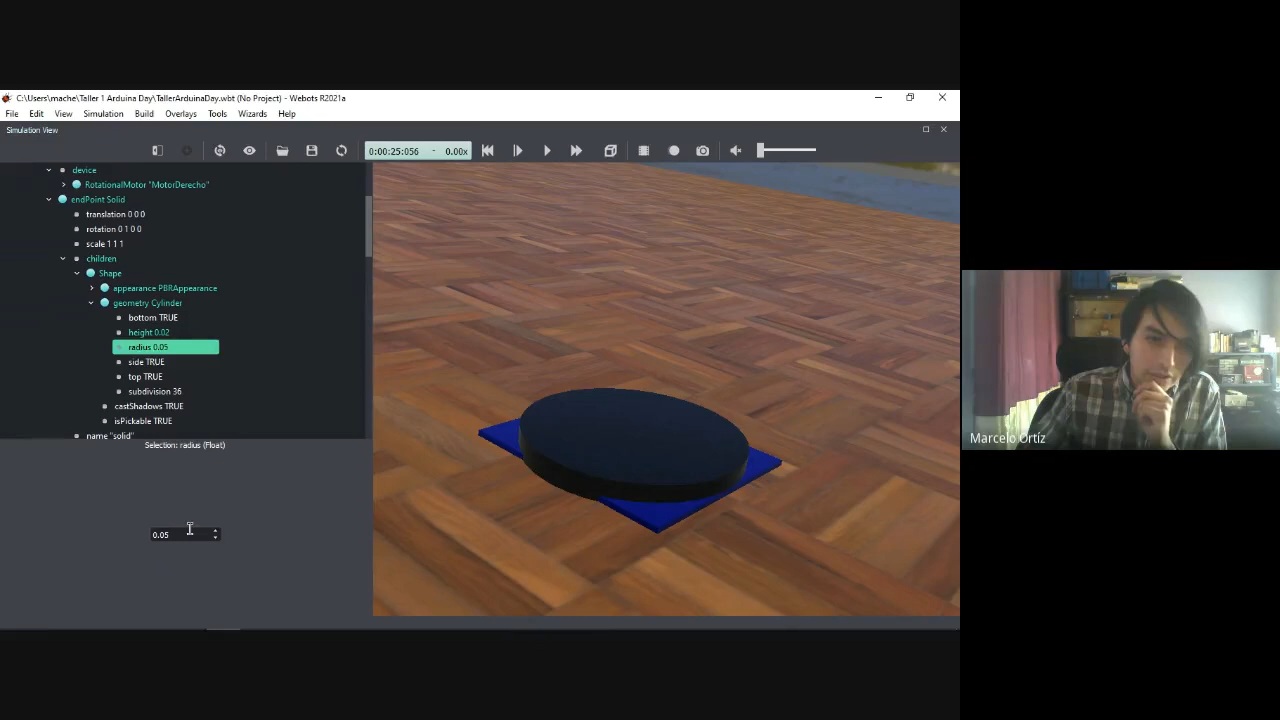 C:\Users\mache\Taller 1 Arduina Day\TallerArduinaDay.wbt (No Project) - Webots R2021a
File Edit View Simulation Build Overlays Tools Wizards Help
Simulation View
0:00:25:056 - 0.00x
device
RotationalMotor "MotorDerecho"
endPoint Solid
translation 0 0 0
rotation 0 1 0 0
scale 1 1 1
children
Shape
appearance PBRAppearance
geometry Cylinder
bottom TRUE
height 0.02
radius 0.05
side TRUE
top TRUE
subdivision 36
castShadows TRUE
isPickable TRUE
name "solid"
Selection: radius (Float)
0.05
Marcelo Ortíz